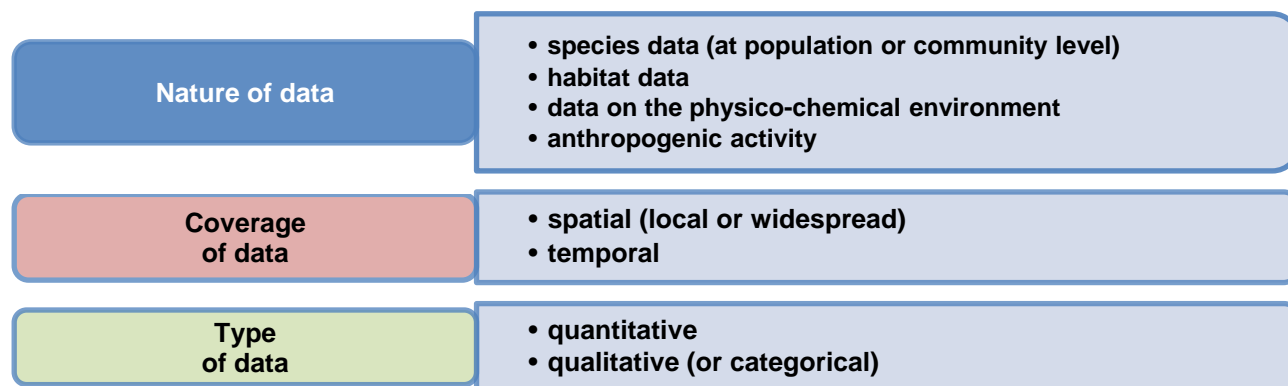 Nature of data
• species data (at population or community level)
• habitat data
• data on the physico-chemical environment
• anthropogenic activity
Coverage
of data
• spatial (local or widespread)
• temporal
Type
of data
• quantitative
• qualitative (or categorical)